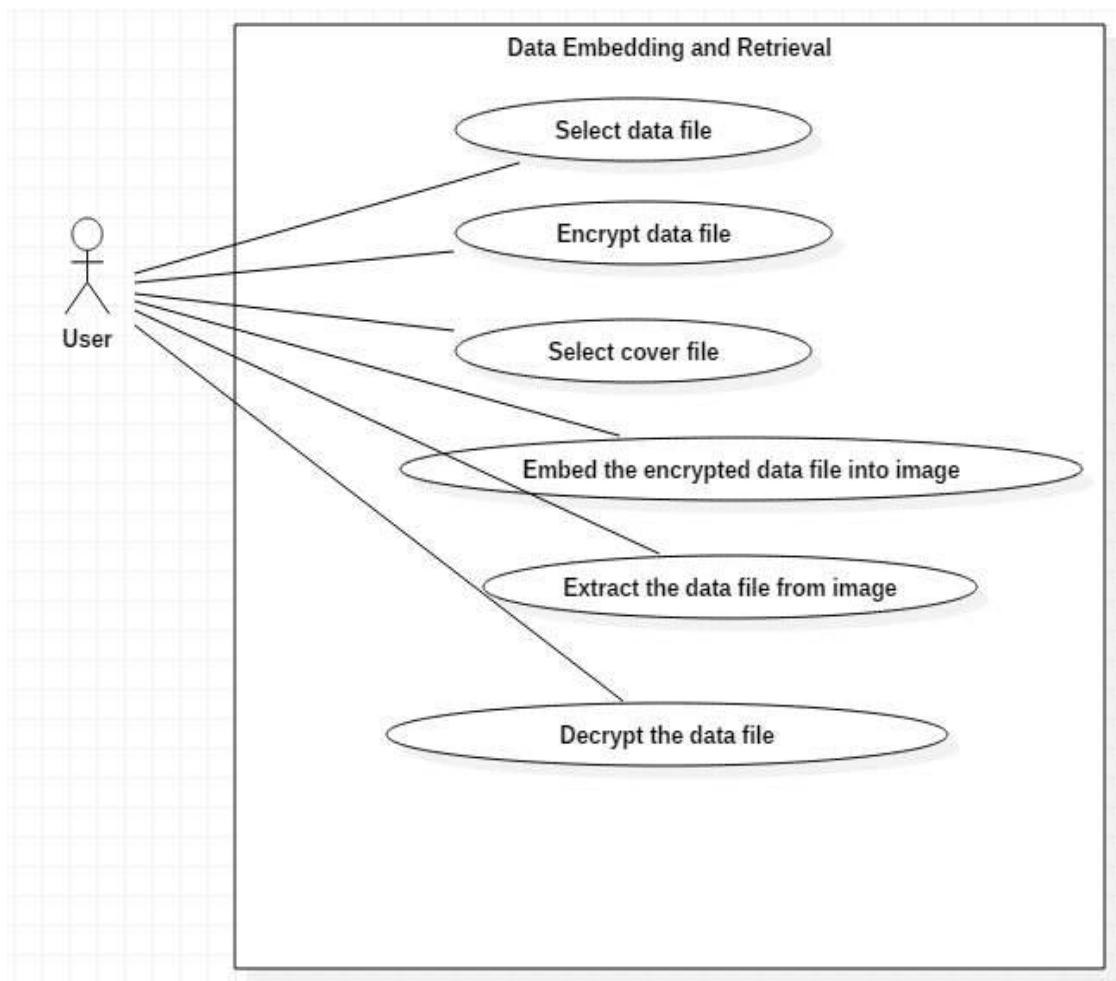 Data Embedding and Retrieval
Select data file
Encrypt data file
User
Select cover file
Embed the encrypted data file into image
Extract the data file from image
Decrypt the data file